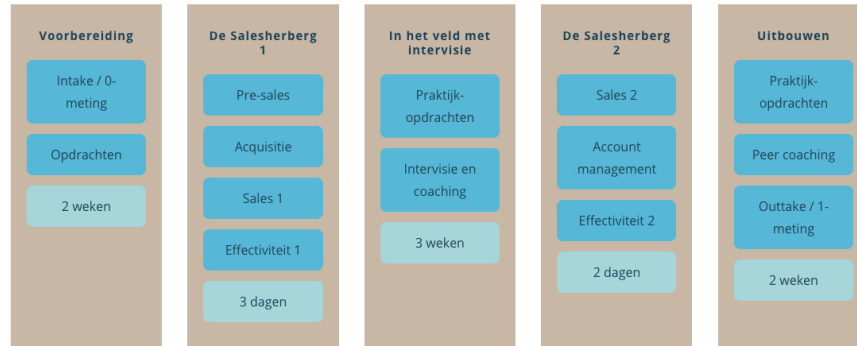 Voorbereiding
Intake / 0-
meting
Opdrachten
2 weken
De Salesherberg
1
Pre-sales
Acquisitie
Sales 1
Effectiviteit 1
3 dagen
In het veld met
intervisie
Praktijk-
opdrachten
Intervisie en
coaching
3 weken
De Salesherberg
2
Sales 2
Account
management
Effectiviteit 2
2 dagen
Uitbouwen
Praktijk-
opdrachten
Peer coaching
Outtake / 1-
meting
2 weken